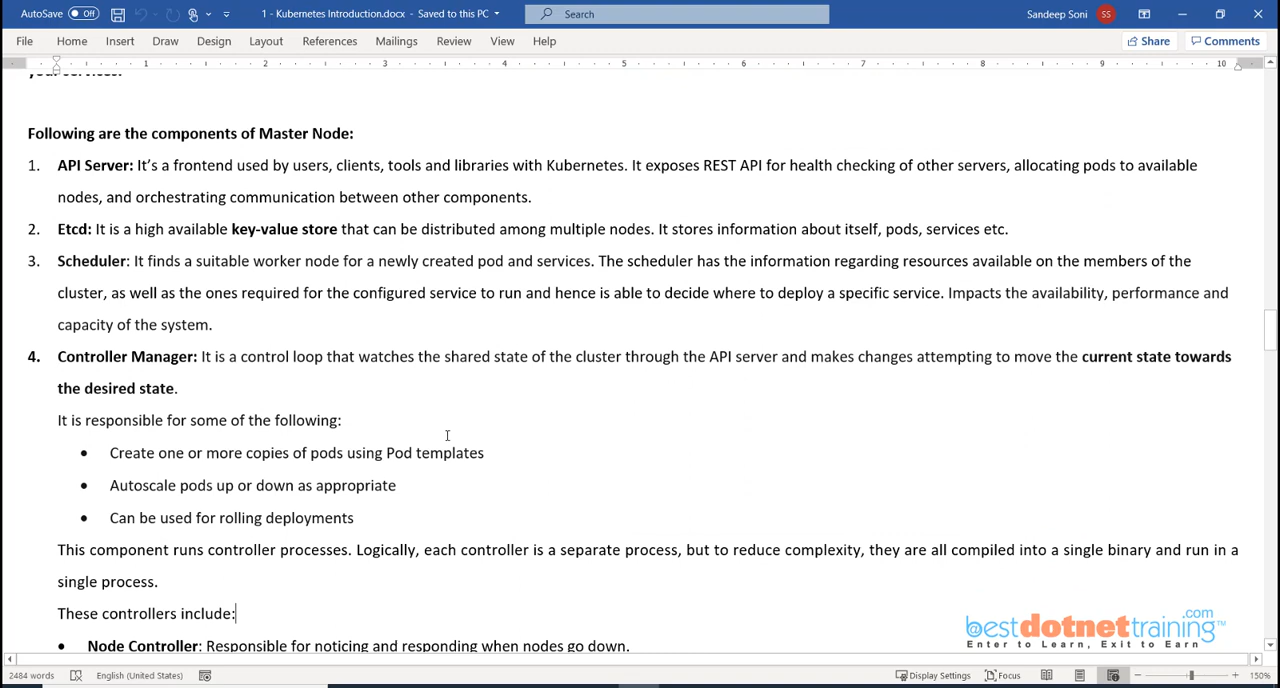 AutoSave Off 1 - Kubernetes Introduction.docx - Saved to this PC Search Sandeep Soni SS
File Home Insert Draw Design Layout References Mailings Review View Help Share Comments
1 2 3 4 5 6 7 8 9 10
your services.
Following are the components of Master Node:
1. API Server: It's a frontend used by users, clients, tools and libraries with Kubernetes. It exposes REST API for health checking of other servers, allocating pods to available
nodes, and orchestrating communication between other components.
2. Etcd: It is a high available key-value store that can be distributed among multiple nodes. It stores information about itself, pods, services etc.
3. Scheduler: It finds a suitable worker node for a newly created pod and services. The scheduler has the information regarding resources available on the members of the
cluster, as well as the ones required for the configured service to run and hence is able to decide where to deploy a specific service. Impacts the availability, performance and
capacity of the system.
4. Controller Manager: It is a control loop that watches the shared state of the cluster through the API server and makes changes attempting to move the current state towards
the desired state.
It is responsible for some of the following:
• Create one or more copies of pods using Pod templates
• Autoscale pods up or down as appropriate
• Can be used for rolling deployments
This component runs controller processes. Logically, each controller is a separate process, but to reduce complexity, they are all compiled into a single binary and run in a
single process.
These controllers include:
• Node Controller: Responsible for noticing and responding when nodes go down.
@bestdotnettraining.com™
Enter to Learn, Exit to Earn
2484 words English (United States) Display Settings Focus 150%